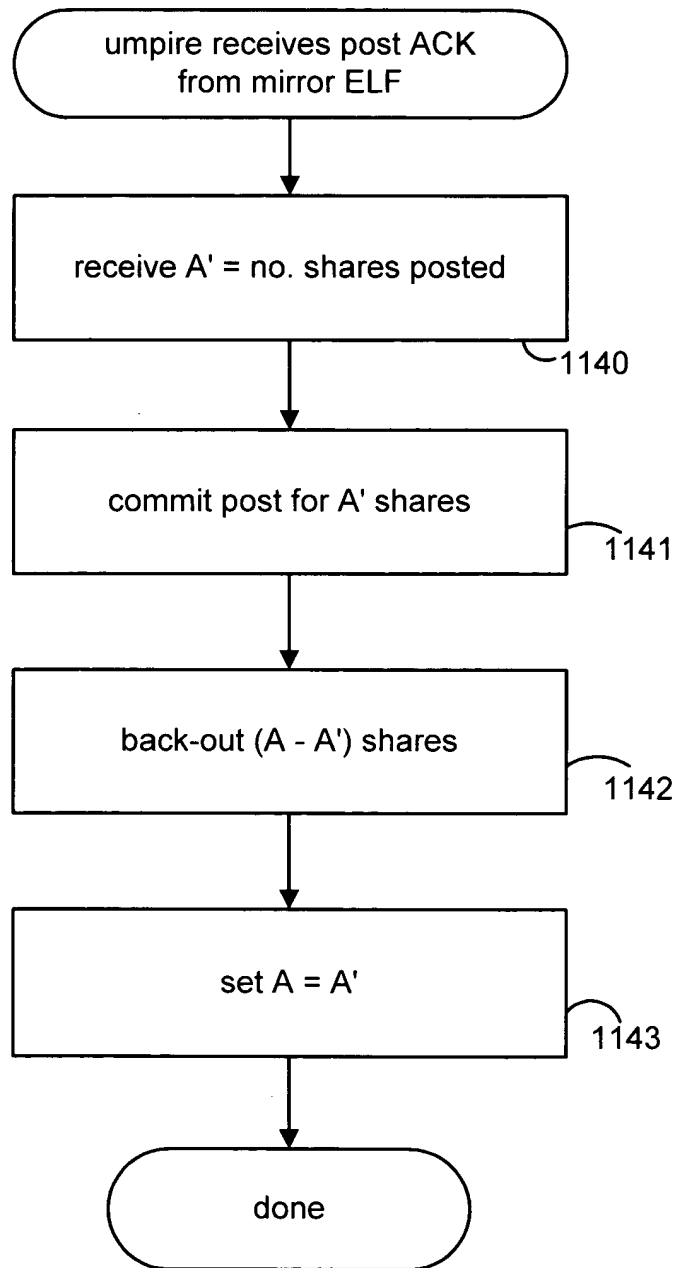 umpire receives post ACK
from mirror ELF
receive A' = no. shares posted
1140
commit post for A' shares
1141
back-out (A - A') shares
1142
set A = A'
1143
done